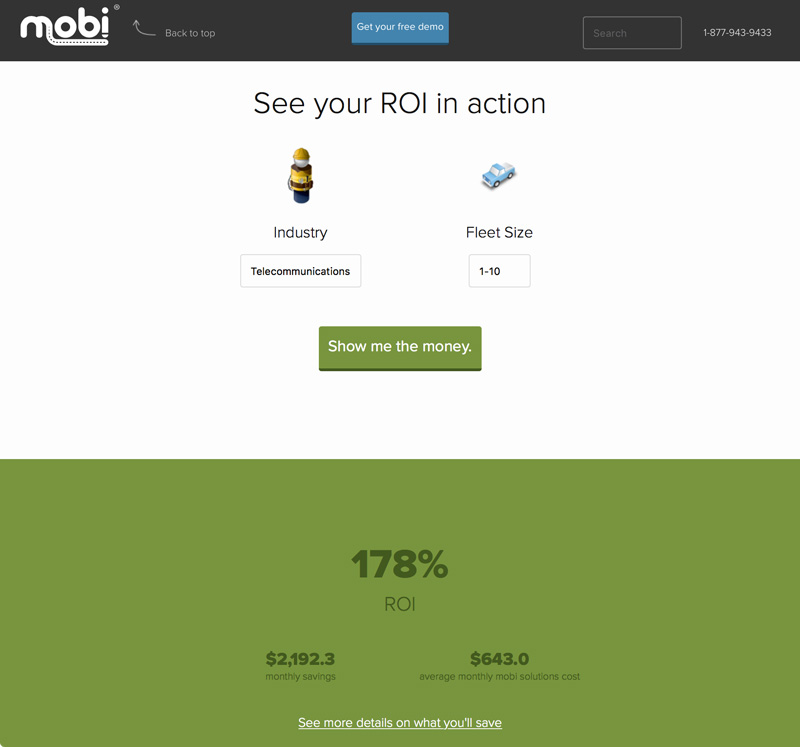 mobi®
Back to top
Get your free demo
Search
1-877-943-9433
See your ROI in action
Industry
Fleet Size
Telecommunications
1-10
Show me the money.
178%
ROI
$2,192.3
monthly savings
$643.0
average monthly mobi solutions cost
See more details on what you'll save